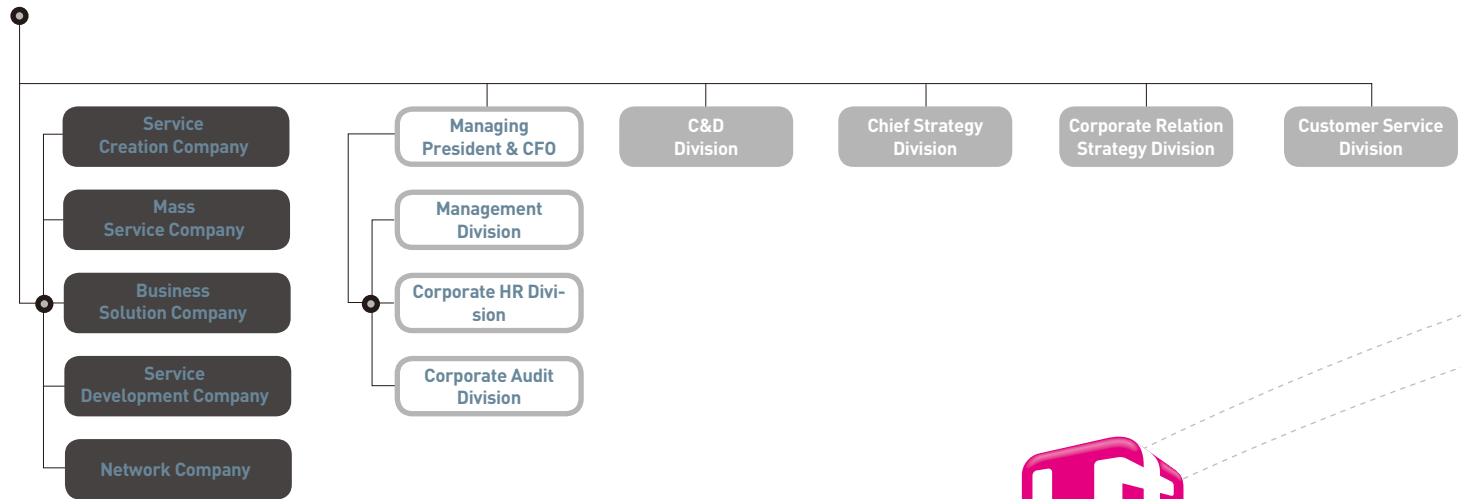 Service
Creation Company
Managing
President & CFO
C&D
Division
Chief Strategy
Division
Corporate Relation
Strategy Division
Customer Service
Division
Mass
Service Company
Management
Division
Business
Solution Company
Corporate HR Divi-
sion
Service
Development Company
Corporate Audit
Division
Network Company